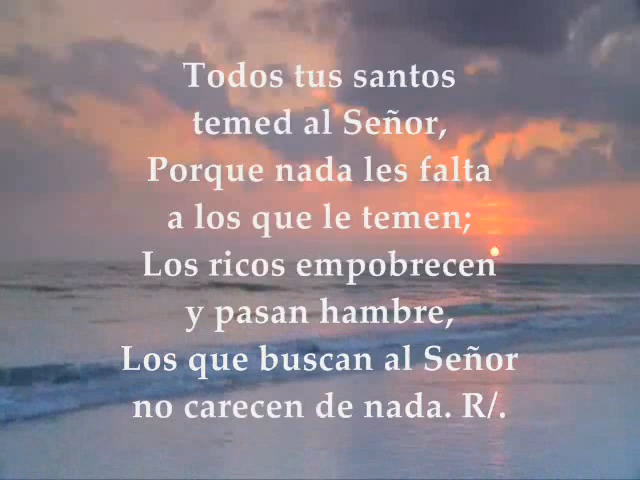 Todos tus santos
temed al Señor,
Porque nada les falta
a los que le temen;
Los ricos empobrecen
y pasan hambre,
Los que buscan al Señor
no carecen de nada. R/.